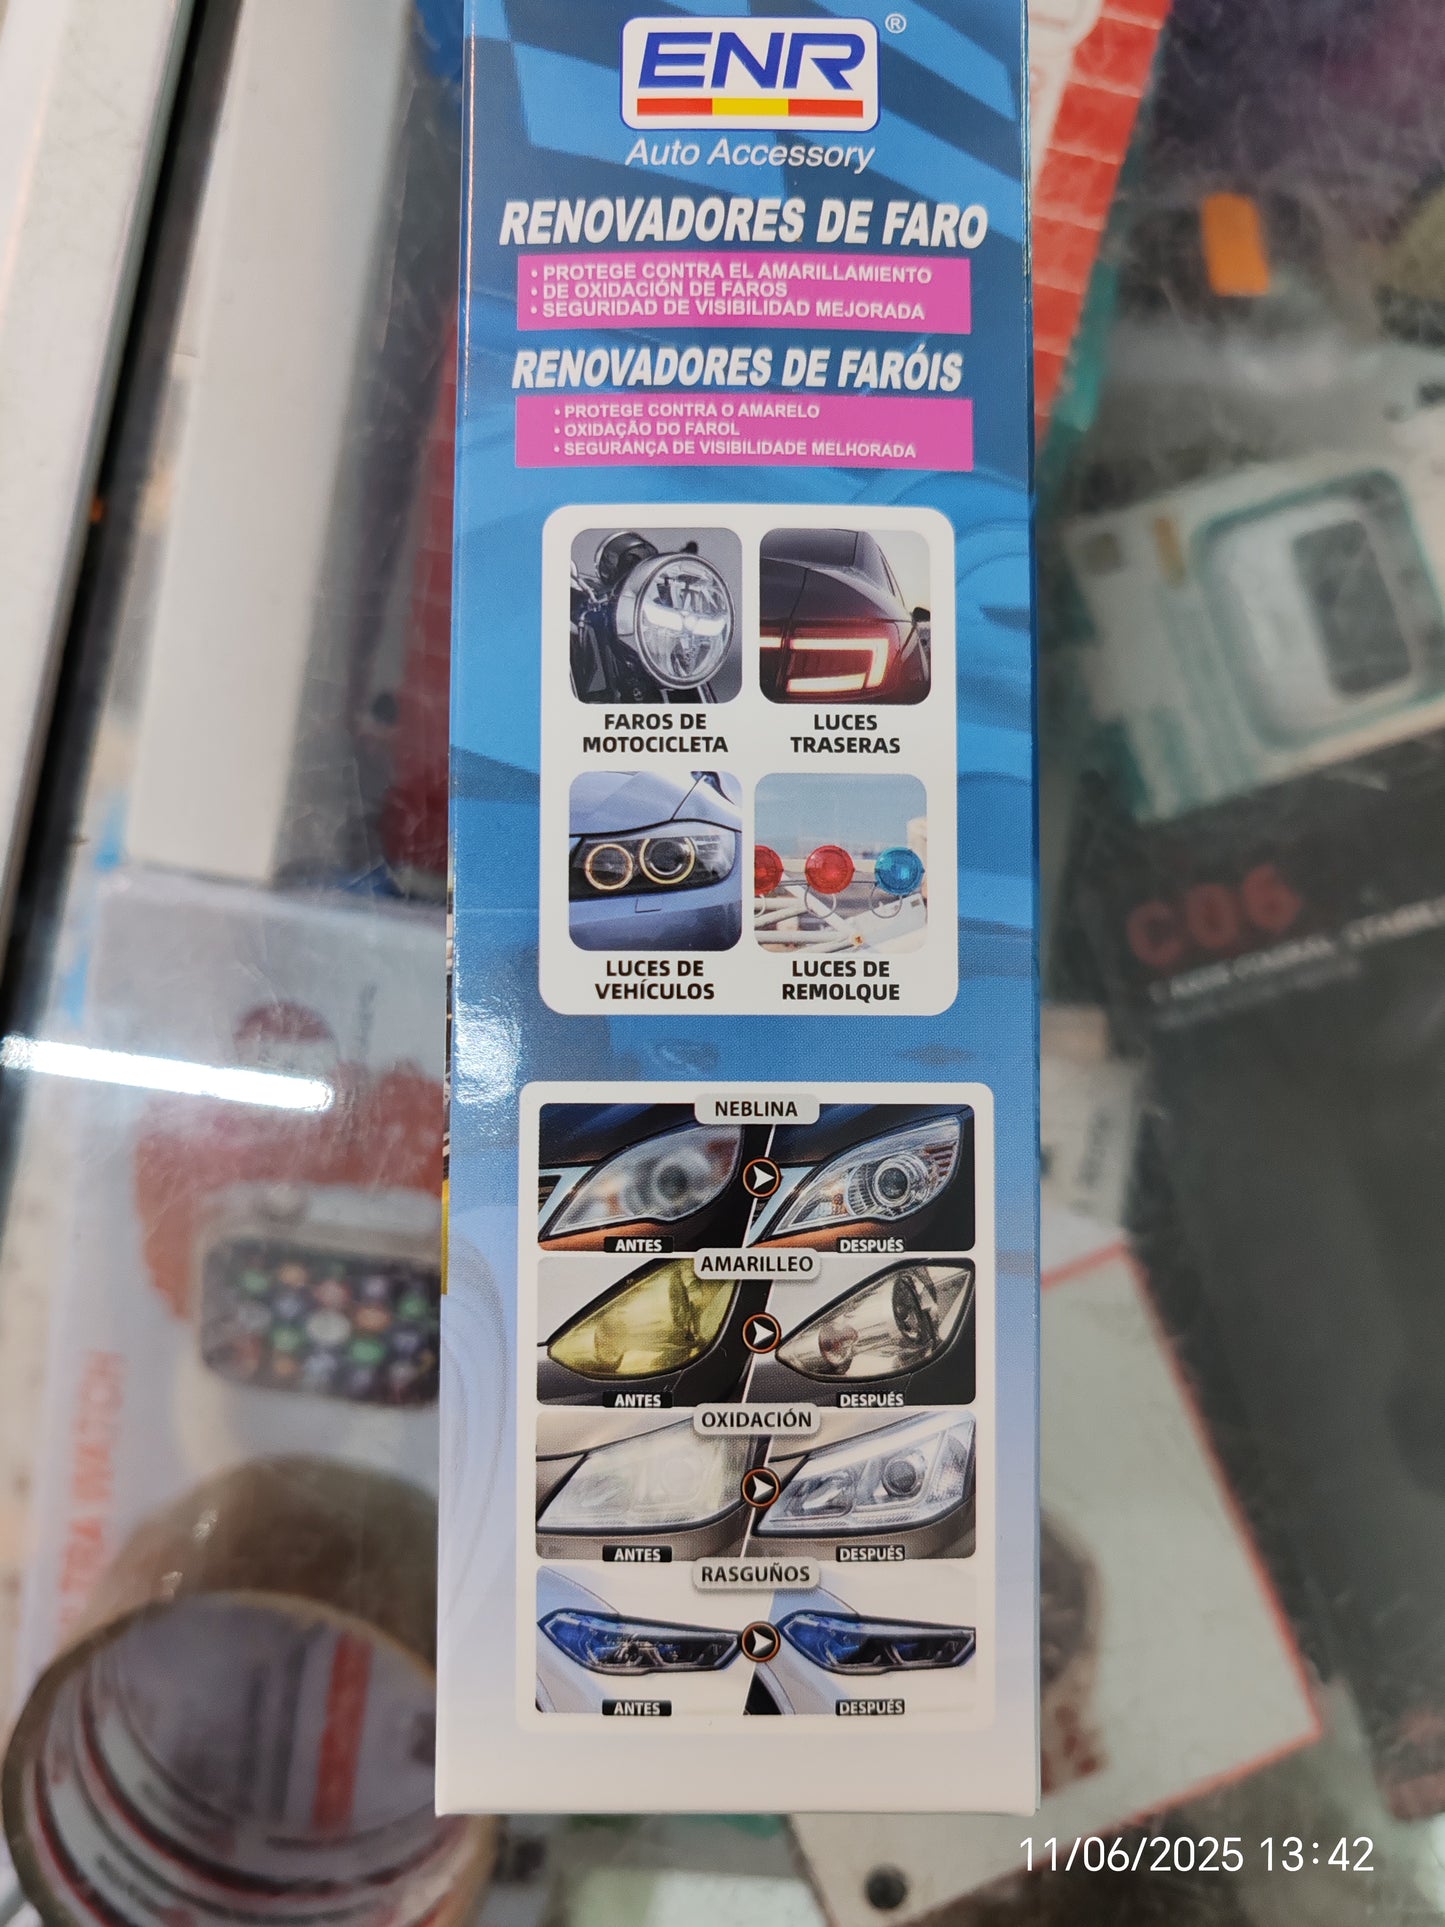 ENR®
Auto Accessory
RENOVADORES DE FARO
• PROTEGE CONTRA EL AMARILLAMIENTO
• DE OXIDACIÓN DE FAROS
• SEGURIDAD DE VISIBILIDAD MEJORADA
RENOVADORES DE FARÓIS
• PROTEGE CONTRA O AMARELO
• OXIDAÇÃO DO FAROL
• SEGURANÇA DE VISIBILIDADE MELHORADA
FAROS DE
MOTOCICLETA
LUCES
TRASERAS
LUCES DE
VEHÍCULOS
LUCES DE
REMOLQUE
NEBLINA
ANTES
DESPUÉS
AMARILLEO
ANTES
DESPUÉS
OXIDACIÓN
ANTES
DESPUÉS
RASGUÑOS
ANTES
DESPUÉS
C06
WATCH
11/06/2025 13:42